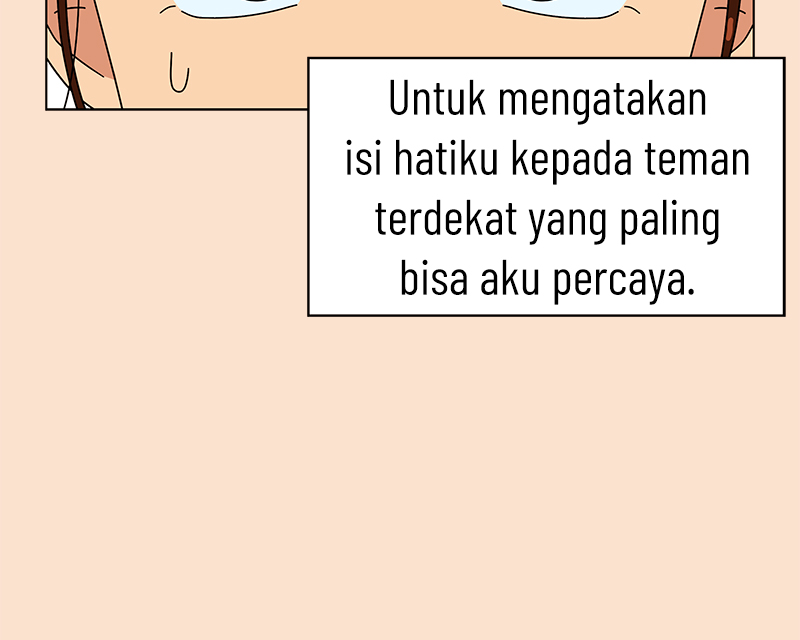 Untuk mengatakan
isi hatiku kepada teman
terdekat yang paling
bisa aku percaya.